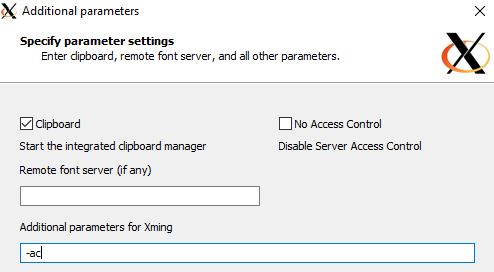 Additional parameters
Specify parameter settings
Enter clipboard, remote font server, and all other parameters.
Clipboard
No Access Control
Start the integrated clipboard manager
Disable Server Access Control
Remote font server (if any)
Additional parameters for Xming
-ac